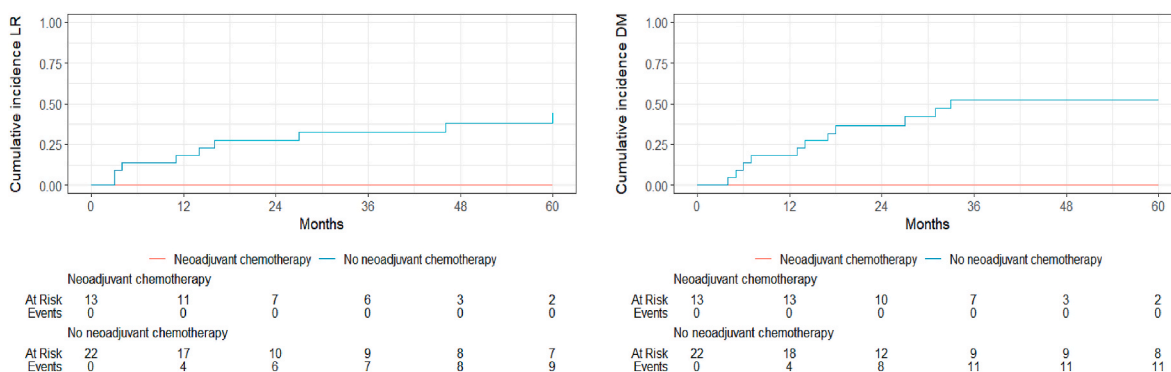 Cumulative incidence LR
1.00
0.75
0.50
0.25
0.00
0 12 24 36 48 60
Months
Neoadjuvant chemotherapy No neoadjuvant chemotherapy
Neoadjuvant chemotherapy
At Risk 13 11 7 6 3 2
Events 0 0 0 0 0 0
No neoadjuvant chemotherapy
At Risk 22 17 10 9 8 7
Events 0 4 6 7 8 9
Cumulative incidence DM
1.00
0.75
0.50
0.25
0.00
0 12 24 36 48 60
Months
Neoadjuvant chemotherapy No neoadjuvant chemotherapy
Neoadjuvant chemotherapy
At Risk 13 13 10 7 3 2
Events 0 0 0 0 0 0
No neoadjuvant chemotherapy
At Risk 22 18 12 9 9 8
Events 0 4 8 11 11 11